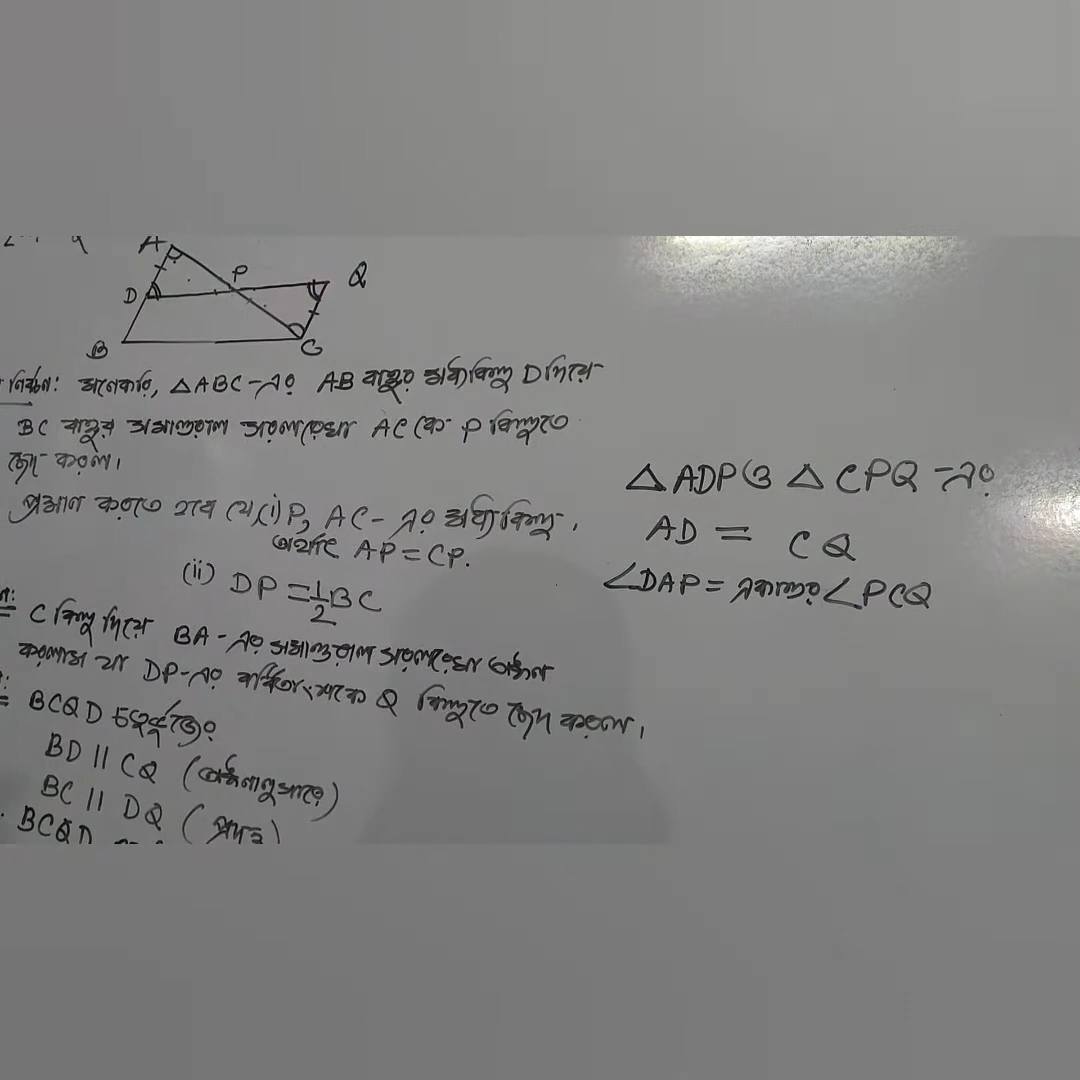 A
P
Q
D
B
C
নির্বচন: মনেকরি, △ABC-এর AB বাহুর মধ্যবিন্দু D দিয়ে
BC বাহুর সমান্তরাল সরলরেখা AC কে P বিন্দুতে
ছেদ করল।
প্রমান করতে হবে যে,(i) P, AC-এর মধ্যবিন্দু,
অর্থাৎ AP = CP.
(ii) DP = 1/2 BC
C বিন্দু দিয়ে BA-এর সমান্তরাল সরলরেখা অঙ্কন
করলাম যা DP-এর বর্ধিত Q বিন্দুতে ছেদ করল।
BCQD চতুর্ভুজের
BD || CQ (অঙ্কনানুসারে)
BC || DQ (প্রদত্ত)
BCQD
△ADP ও △CPQ-এর
AD = CQ
∠DAP = একান্তর ∠PCQ